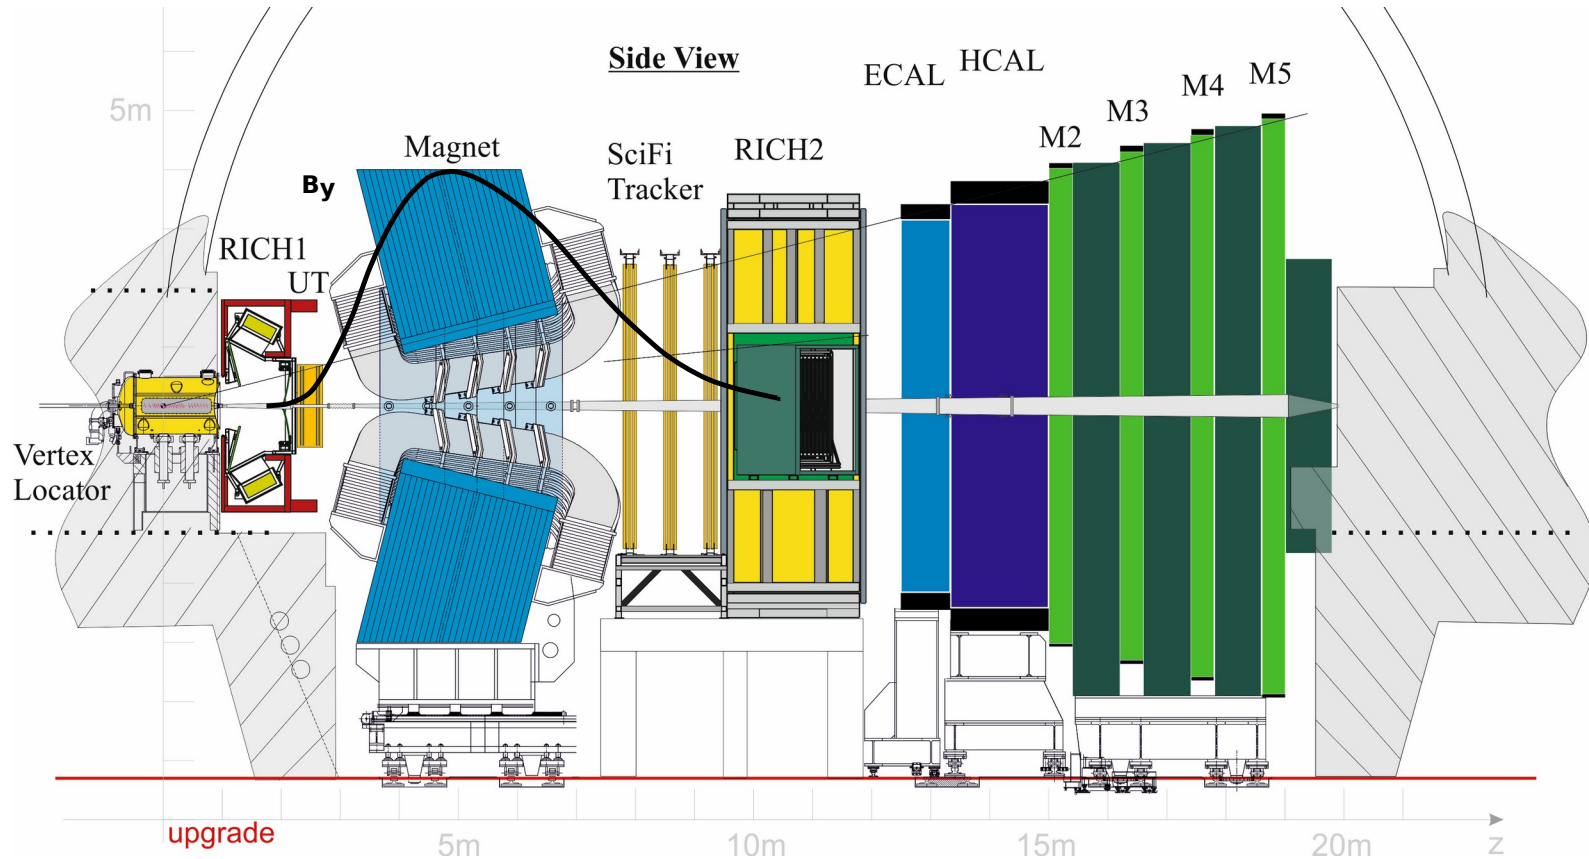 Side View
ECAL
HCAL
M5
M4
5m
M3
M2
Magnet
SciFi
Tracker
RICH2
By
RICH1
UT
Vertex
Locator
upgrade
5m
10m
15m
20m
z